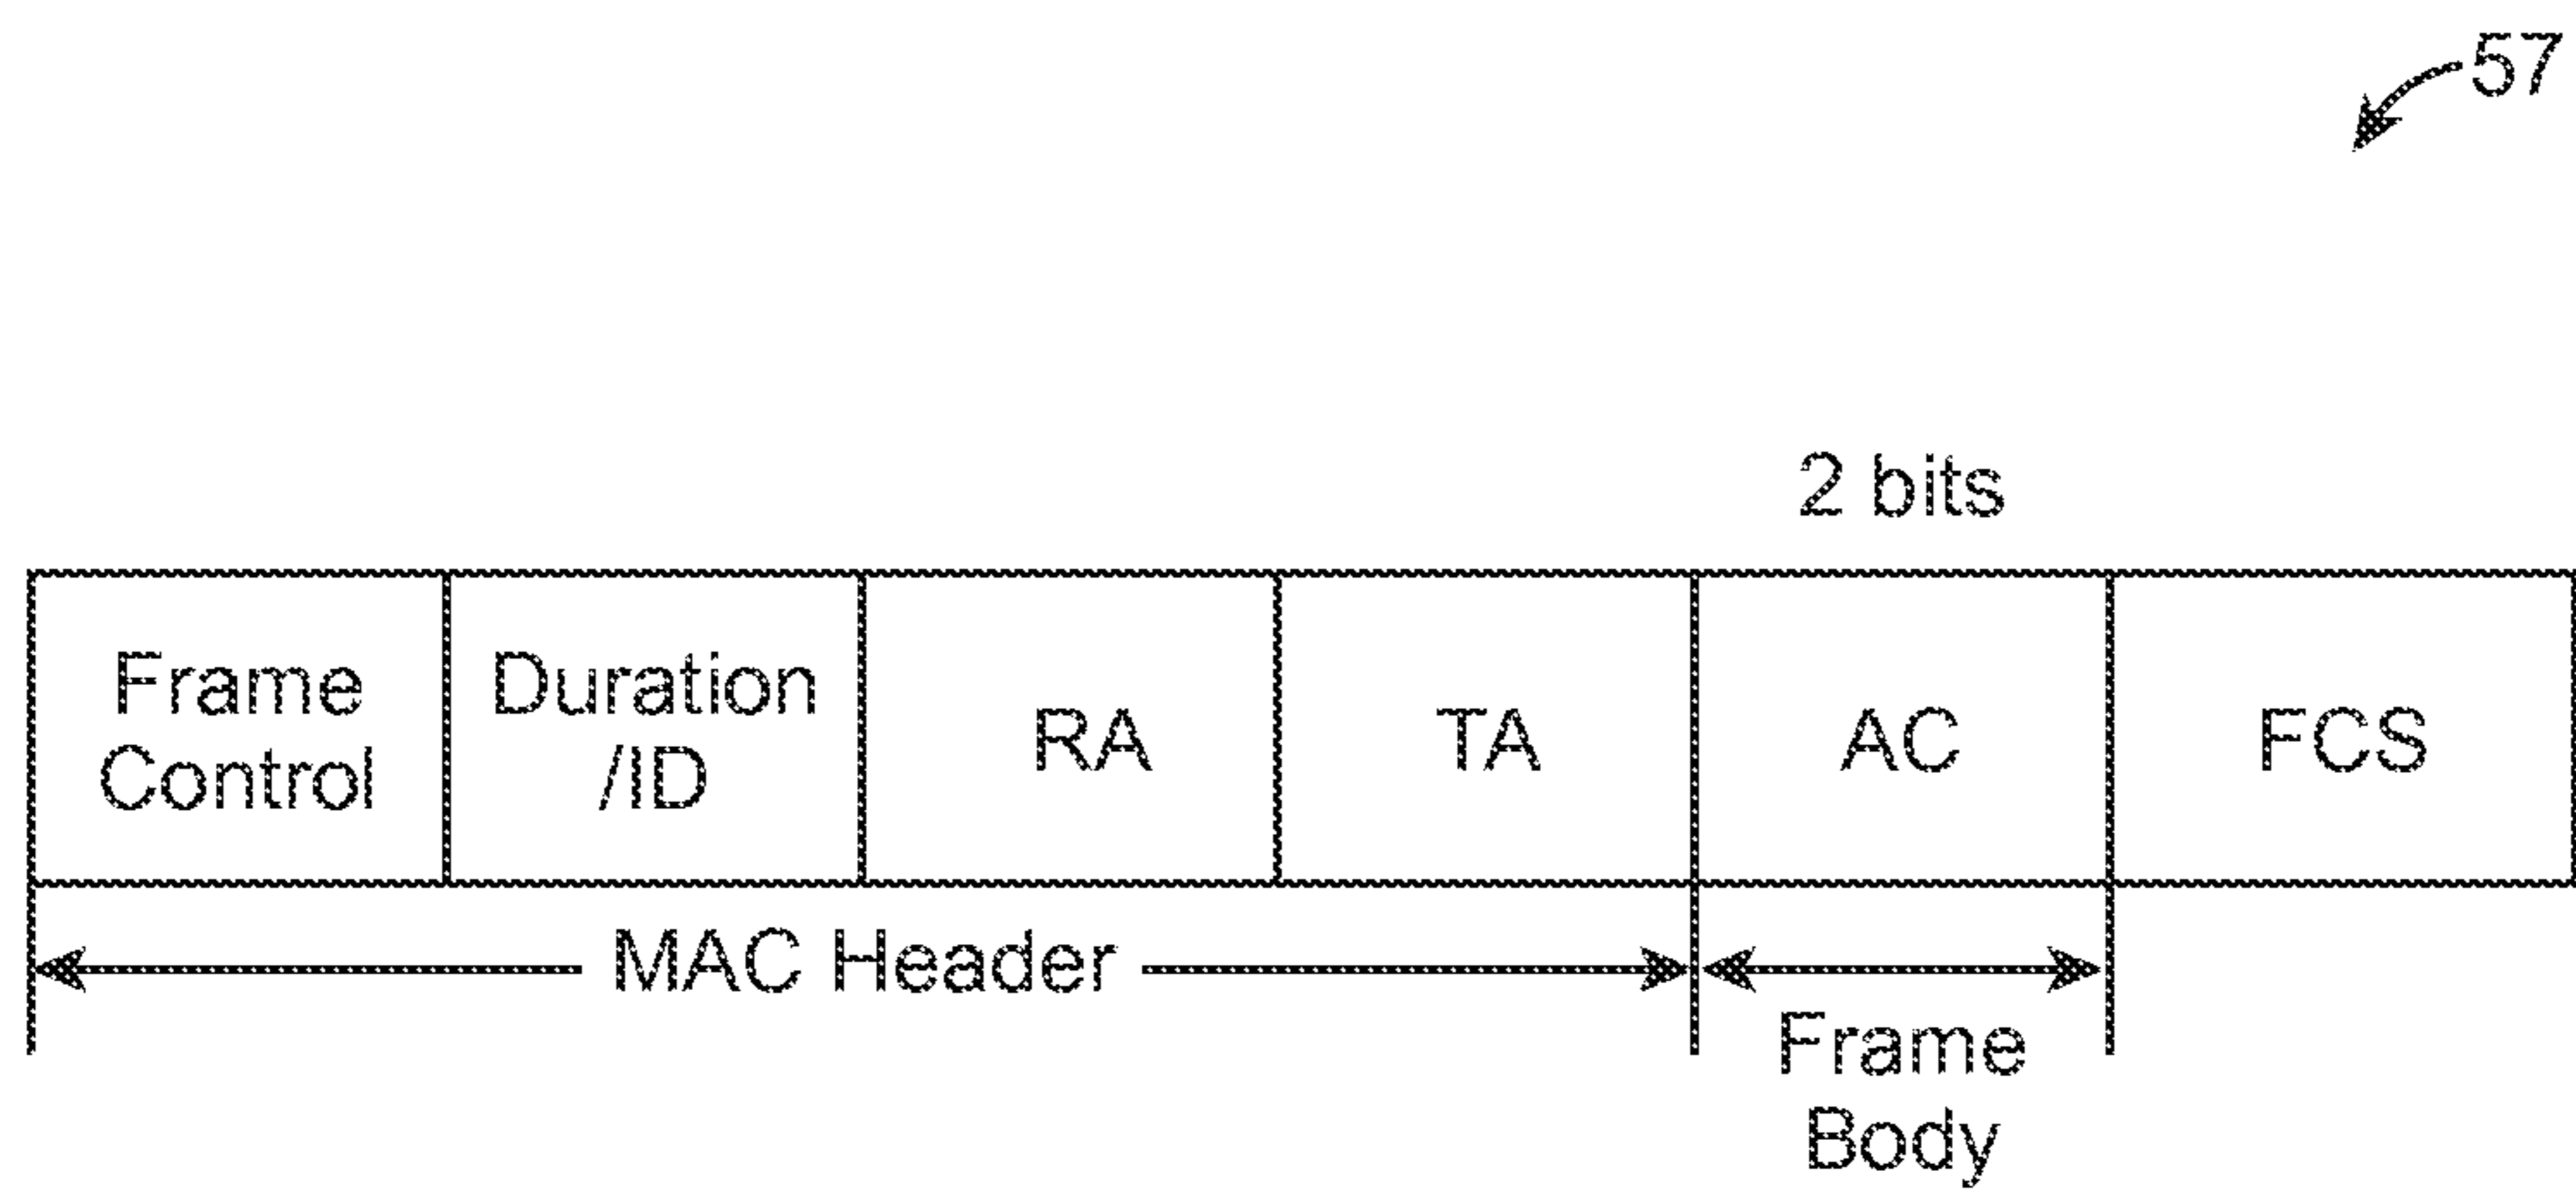 57
2 bits
Frame
Control
Duration
/ID
RA
TA
AC
FCS
MAC Header
Frame
Body